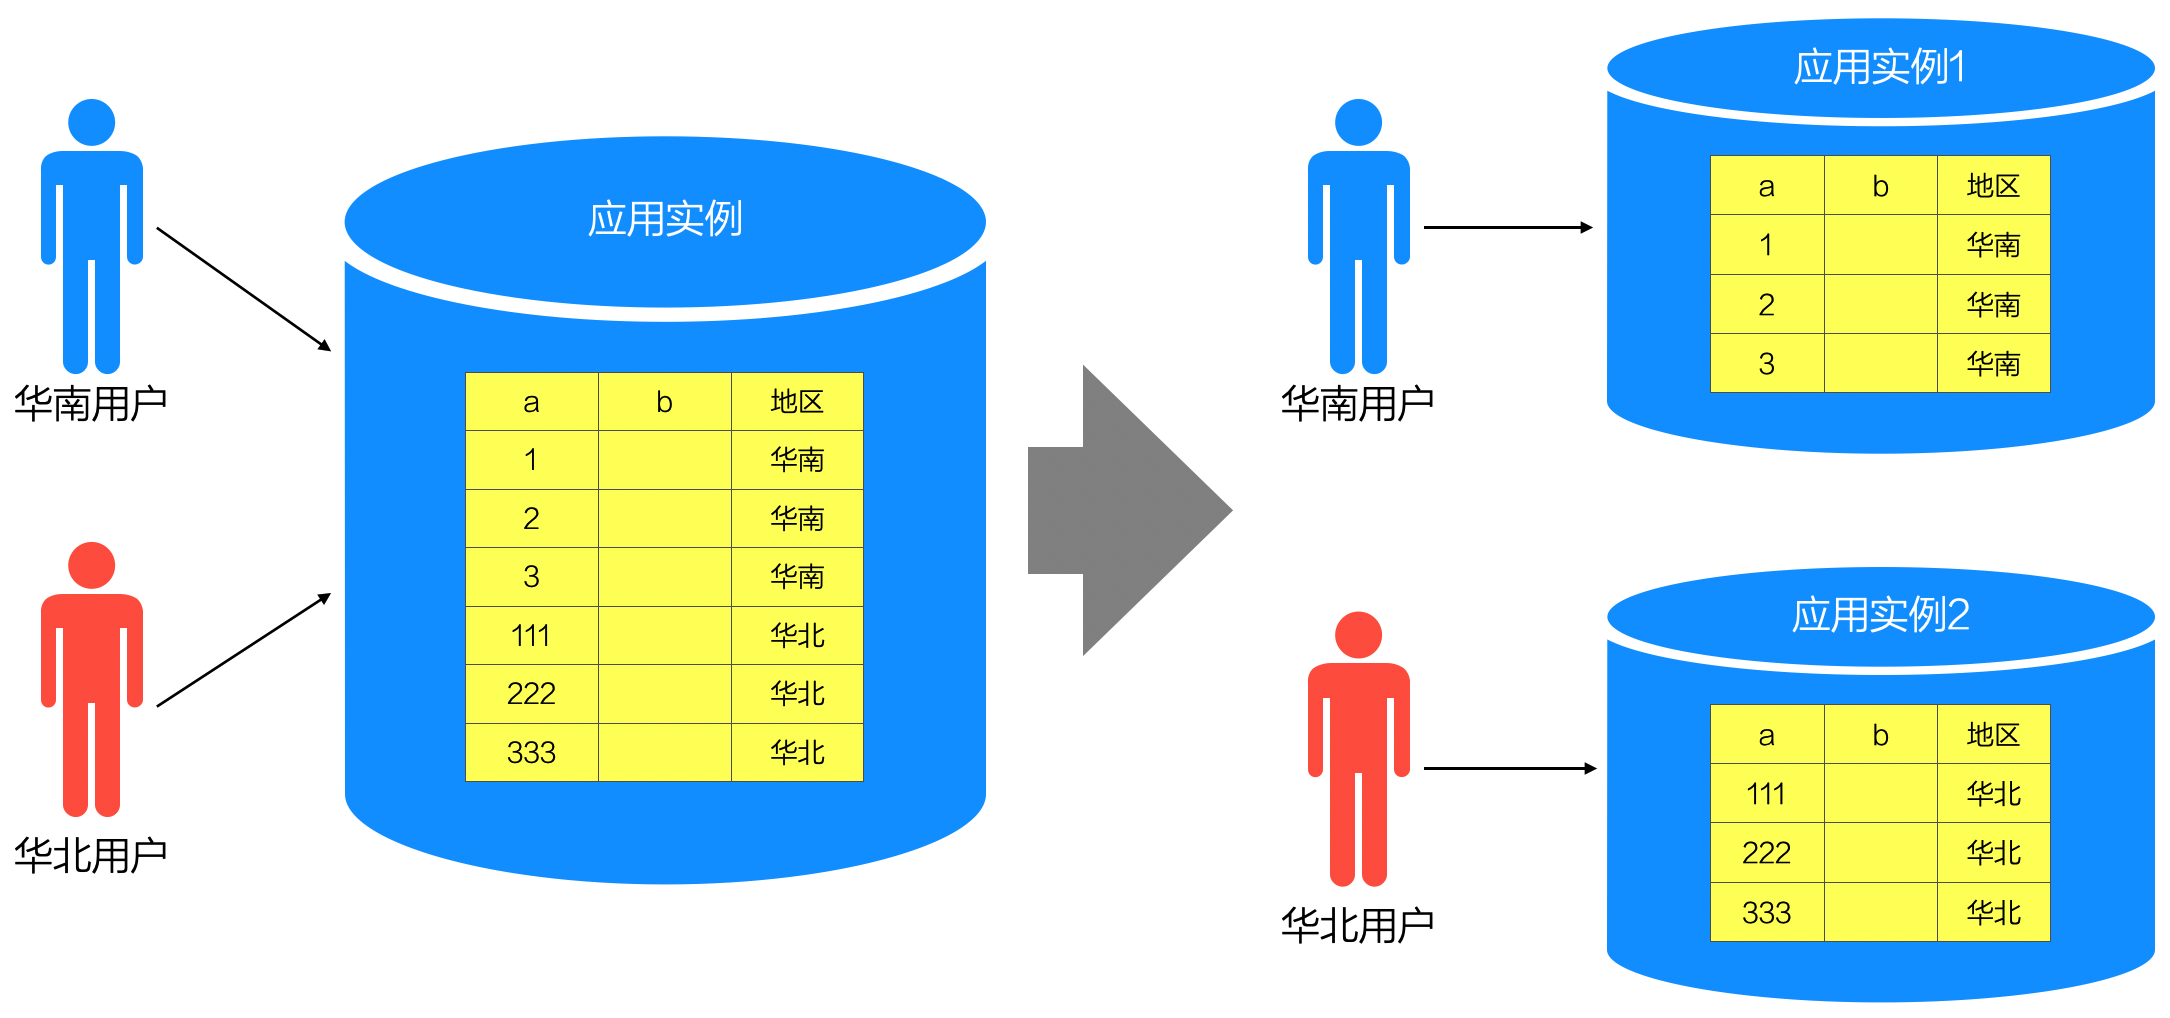 华南用户
华北用户
应用实例
a b 地区
1 华南
2 华南
3 华南
111 华北
222 华北
333 华北
华南用户
应用实例1
a b 地区
1 华南
2 华南
3 华南
华北用户
应用实例2
a b 地区
111 华北
222 华北
333 华北